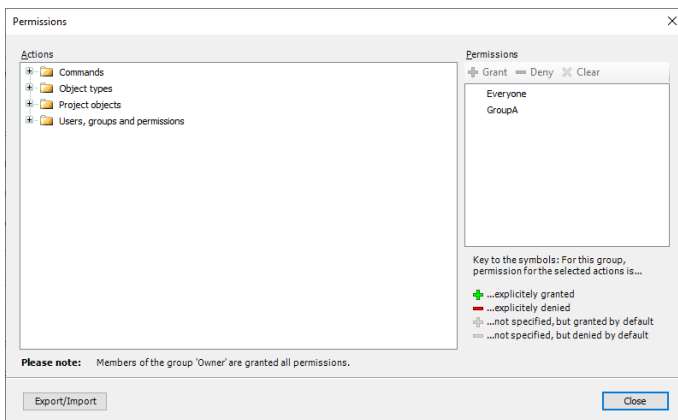 Permissions
Actions
Commands
Object types
Project objects
Users, groups and permissions
Permissions
Grant Deny Clear
Everyone
GroupA
Key to the symbols: For this group,
permission for the selected actions is...
...explicitely granted
...explicitely denied
...not specified, but granted by default
...not specified, but denied by default
Please note: Members of the group 'Owner' are granted all permissions.
Export/Import
Close